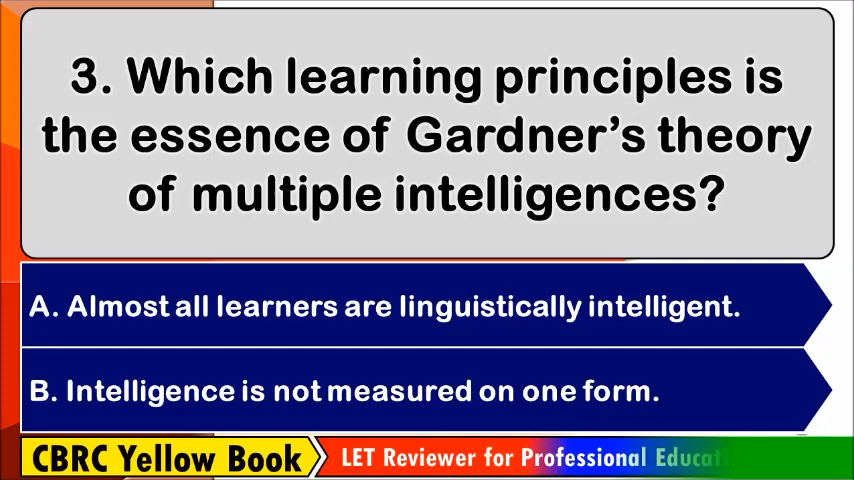 3. Which learning principles is
the essence of Gardner's theory
of multiple intelligences?
A. Almost all learners are linguistically intelligent.
B. Intelligence is not measured on one form.
CBRC Yellow Book
LET Reviewer for Professional Educati